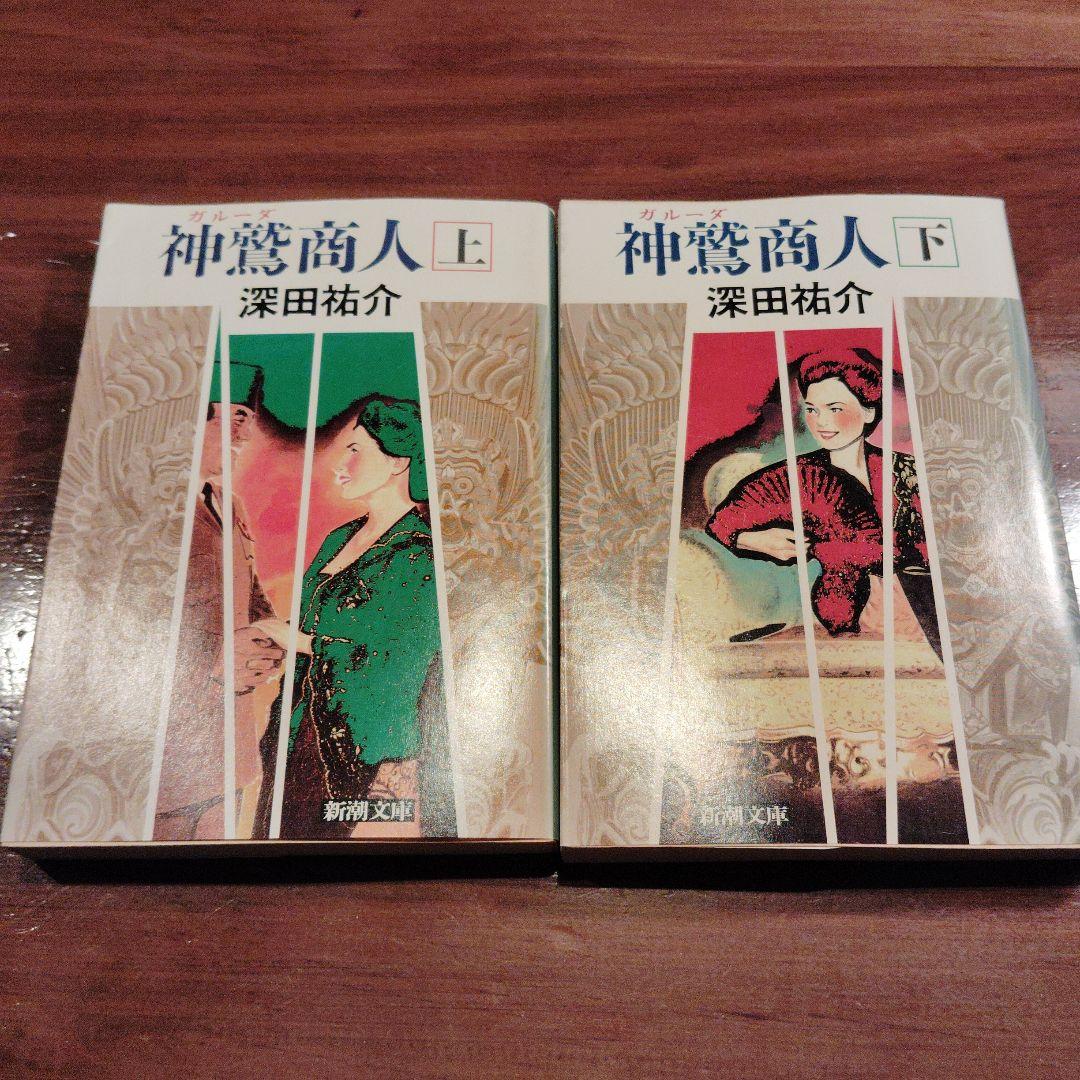 ガルーダ
神鷲商人 上
深田祐介
新潮文庫
ガルーダ
神鷲商人 下
深田祐介
新潮文庫